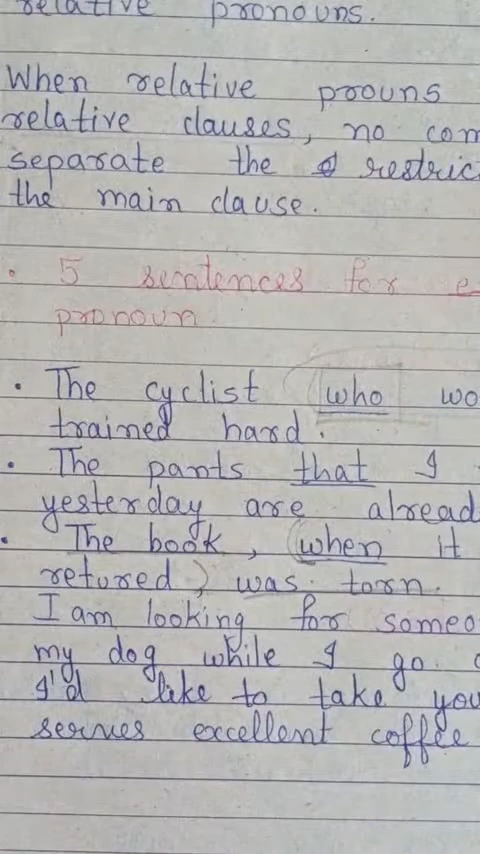 relative pronouns.
When relative prouns
relative clauses, no com
separate the restric
the main clause.
• 5 sentences for e
pronoun
• The cyclist who wo
trained hard.
• The pants that I
yesterday are alread
• The book, (when it
retured) was torn.
I am looking for someo
my dog while I go
I'd like to take you
serves excellent coffee